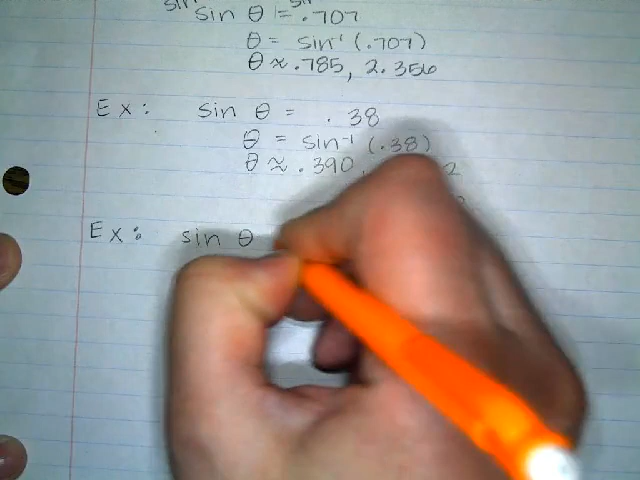 sin θ = .707
θ = sin⁻¹ (.707)
θ ≈ .785, 2.356
Ex: sin θ = .38
θ = sin⁻¹ (.38)
θ ≈ .390
Ex: sin θ